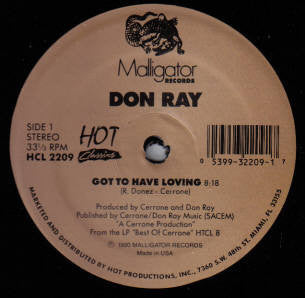 Malligator
RECORDS
DON RAY
SIDE 1
STEREO
33⅓ RPM
HCL 2209
HOT
Classics
0 5399-32209-1 7
GOT TO HAVE LOVING 8:18
(R. Donez - Cerrone)
Produced by Cerrone and Don Ray
Published by Cerrone/Don Ray Music (SACEM)
"A Cerrone Production"
From the LP "Best Of Cerrone" HTCL 8
© 1990 MALLIGATOR RECORDS
Made in USA
MARKETED AND DISTRIBUTED BY HOT PRODUCTIONS, INC., 7360 S.W. 48th ST. MIAMI, FL 33155